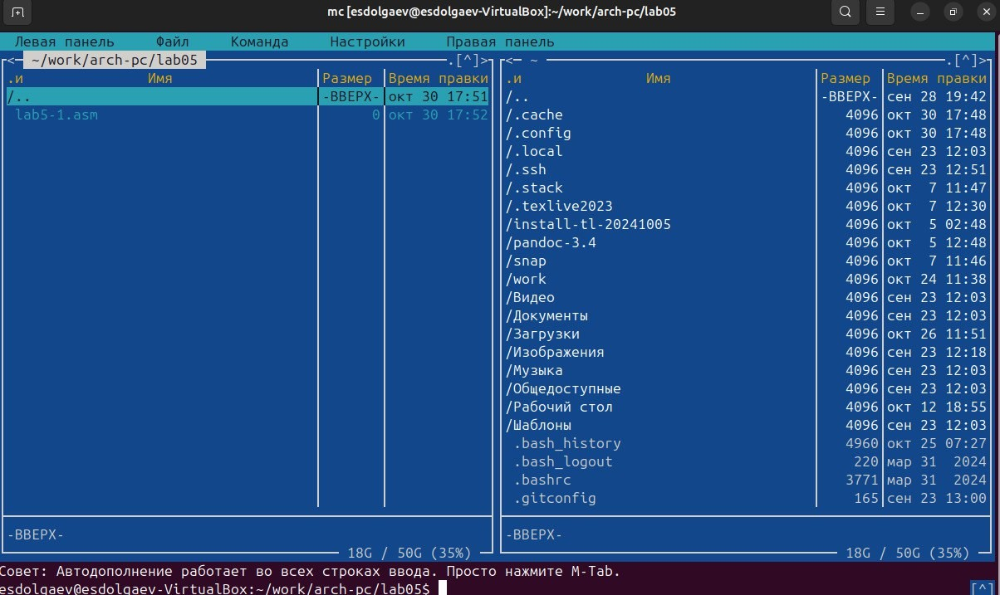 mc [esdolgaev@esdolgaev-VirtualBox]:~/work/arch-pc/lab05
Левая панель Файл Команда Настройки Правая панель
<─ ~/work/arch-pc/lab05 .[^]>
.и Имя Размер Время правки
/.. -ВВЕРХ- окт 30 17:51
lab5-1.asm 0 окт 30 17:52
-ВВЕРХ-
18G / 50G (35%)
<─ ~ .[^]>
.и Имя Размер Время правки
/.. -ВВЕРХ- сен 28 19:42
/.cache 4096 окт 30 17:48
/.config 4096 окт 30 17:48
/.local 4096 сен 23 12:03
/.ssh 4096 сен 23 12:51
/.stack 4096 окт 7 11:47
/.texlive2023 4096 окт 7 12:30
/install-tl-20241005 4096 окт 5 02:48
/pandoc-3.4 4096 окт 5 12:48
/snap 4096 окт 7 11:46
/work 4096 окт 24 11:38
/Видео 4096 сен 23 12:03
/Документы 4096 сен 23 12:03
/Загрузки 4096 окт 26 11:51
/Изображения 4096 сен 23 12:18
/Музыка 4096 сен 23 12:03
/Общедоступные 4096 сен 23 12:03
/Рабочий стол 4096 окт 12 18:55
/Шаблоны 4096 сен 23 12:03
.bash_history 4960 окт 25 07:27
.bash_logout 220 мар 31 2024
.bashrc 3771 мар 31 2024
.gitconfig 165 сен 23 13:00
-ВВЕРХ-
18G / 50G (35%)
Совет: Автодополнение работает во всех строках ввода. Просто нажмите M-Tab.
esdolgaev@esdolgaev-VirtualBox:~/work/arch-pc/lab05$ [^]